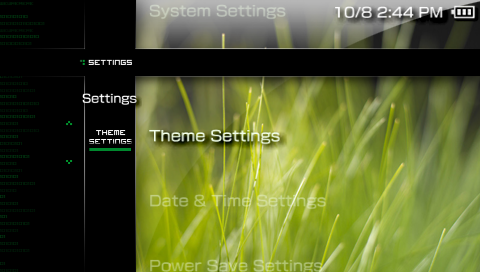 System Settings
10/8 2:44 PM
SETTINGS
Settings
THEME
SETTINGS
Theme Settings
Date & Time Settings
Power Save Settings